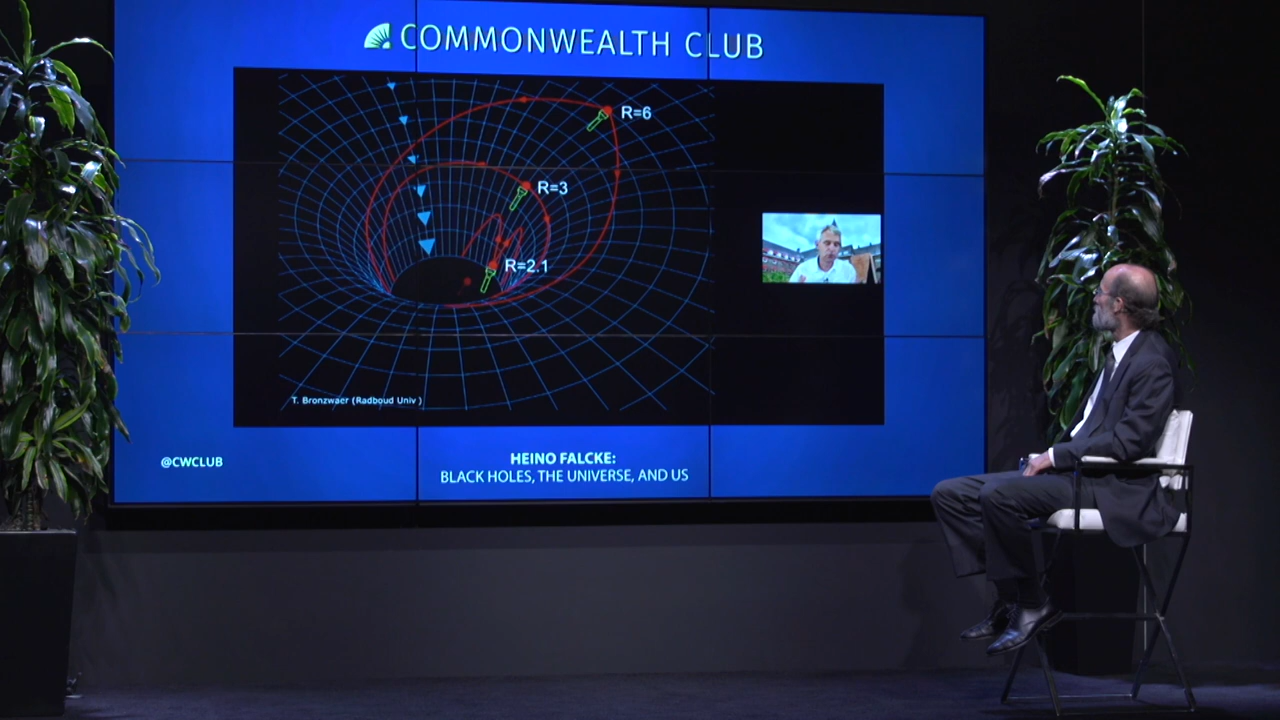 COMMONWEALTH CLUB
R=6
R=3
R=2.1
T. Bronzwaer (Radboud Univ )
@CWCLUB
HEINO FALCKE:
BLACK HOLES, THE UNIVERSE, AND US